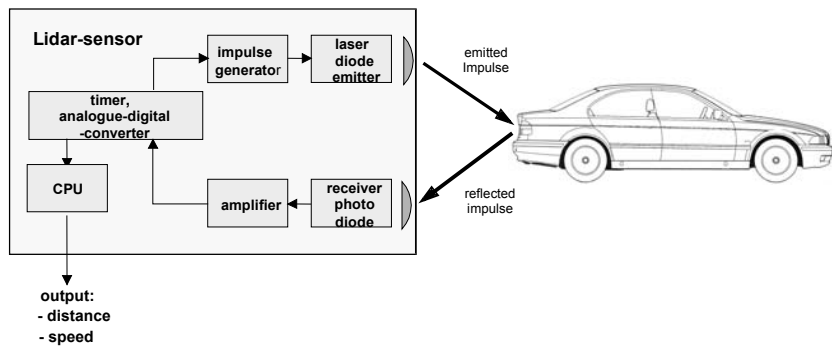 Lidar-sensor
impulse
generator
laser
diode
emitter
emitted
Impulse
timer,
analogue-digital
-converter
CPU
amplifier
receiver
photo
diode
reflected
impulse
output:
- distance
- speed